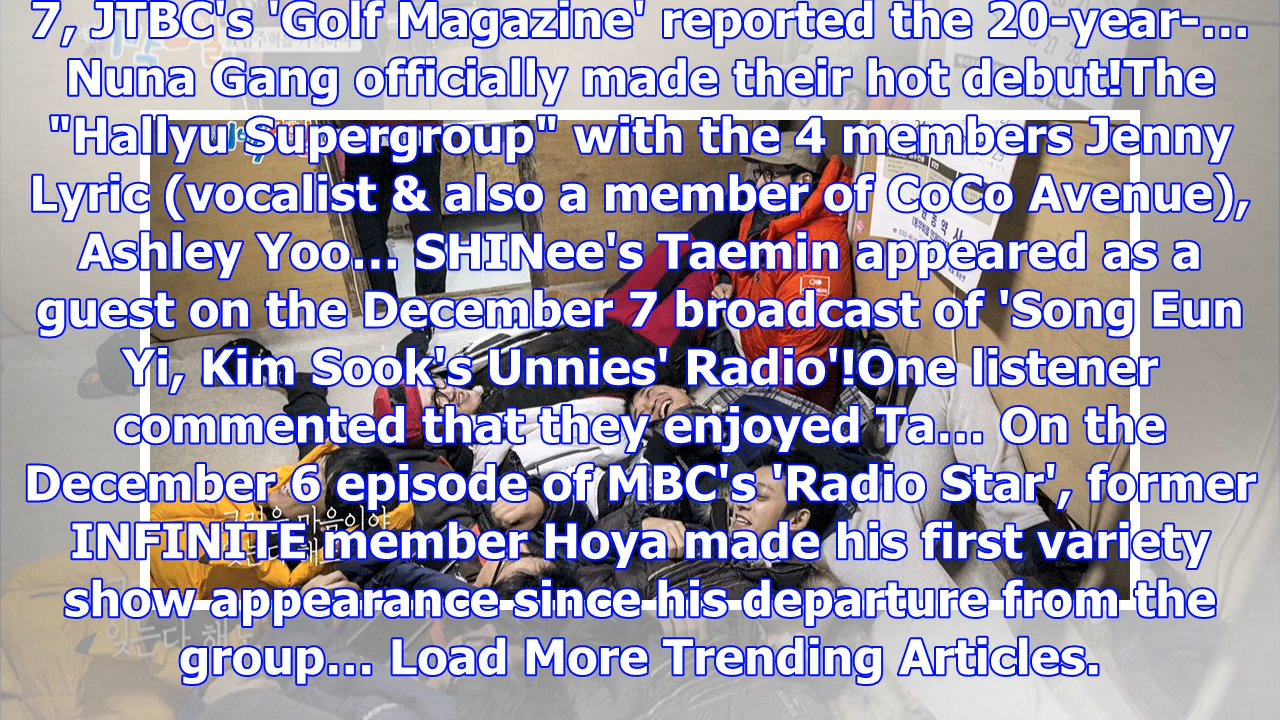 7, JTBC's 'Golf Magazine' reported the 20-year-...
Nuna Gang officially made their hot debut!The
"Hallyu Supergroup" with the 4 members Jenny
Lyric (vocalist & also a member of CoCo Avenue),
Ashley Yoo... SHINee's Taemin appeared as a
guest on the December 7 broadcast of 'Song Eun
Yi, Kim Sook's Unnies' Radio'!One listener
commented that they enjoyed Ta... On the
December 6 episode of MBC's 'Radio Star', former
INFINITE member Hoya made his first variety
show appearance since his departure from the
group... Load More Trending Articles.